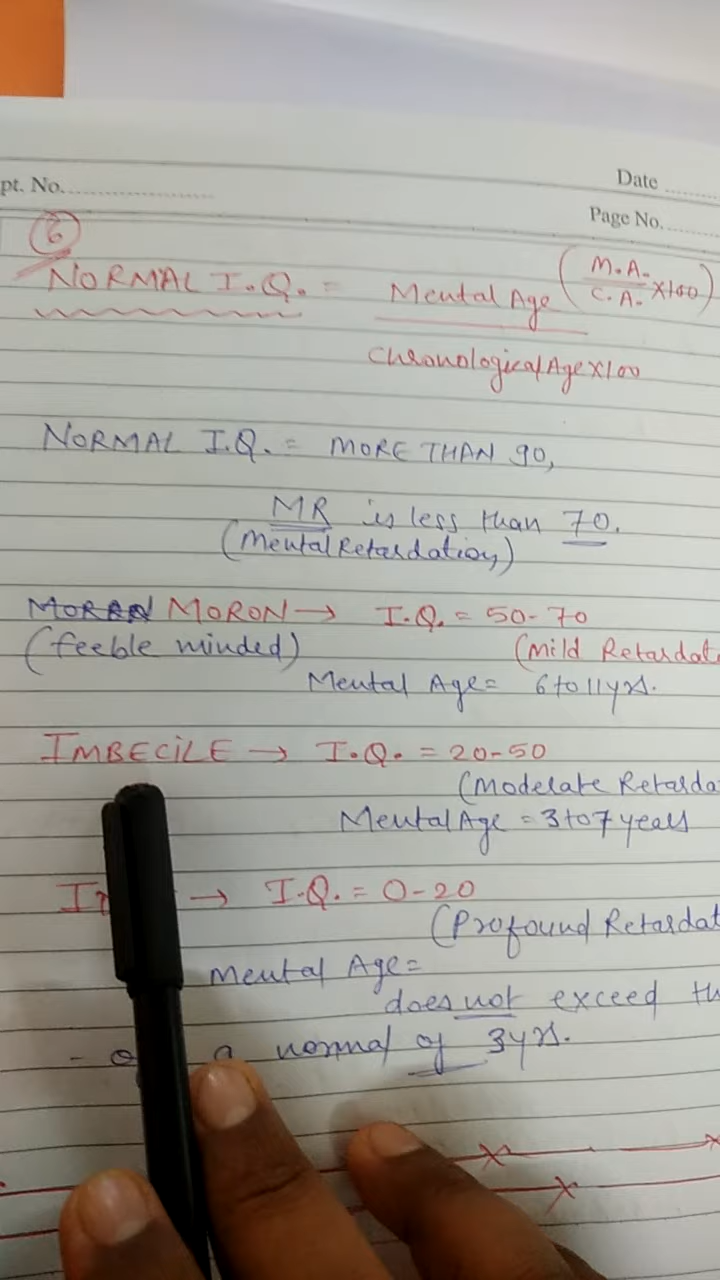 pt. No.
Date
Page No.
6
NORMAL I.Q. = Mental Age (M.A. / C.A. X100)
Chronological Age X100
NORMAL I.Q. = MORE THAN 90,
MR is less than 70.
(Mental Retardation)
MORON → I.Q. = 50-70
(feeble minded) (Mild Retardat
Mental Age = 6 to 11 yrs.
IMBECILE → I.Q. = 20-50
(Moderate Retarda
Mental Age = 3 to 7 years
→ I.Q. = 0-20
(Profound Retardat
Mental Age =
does not exceed th
- a normal of 3 yrs.